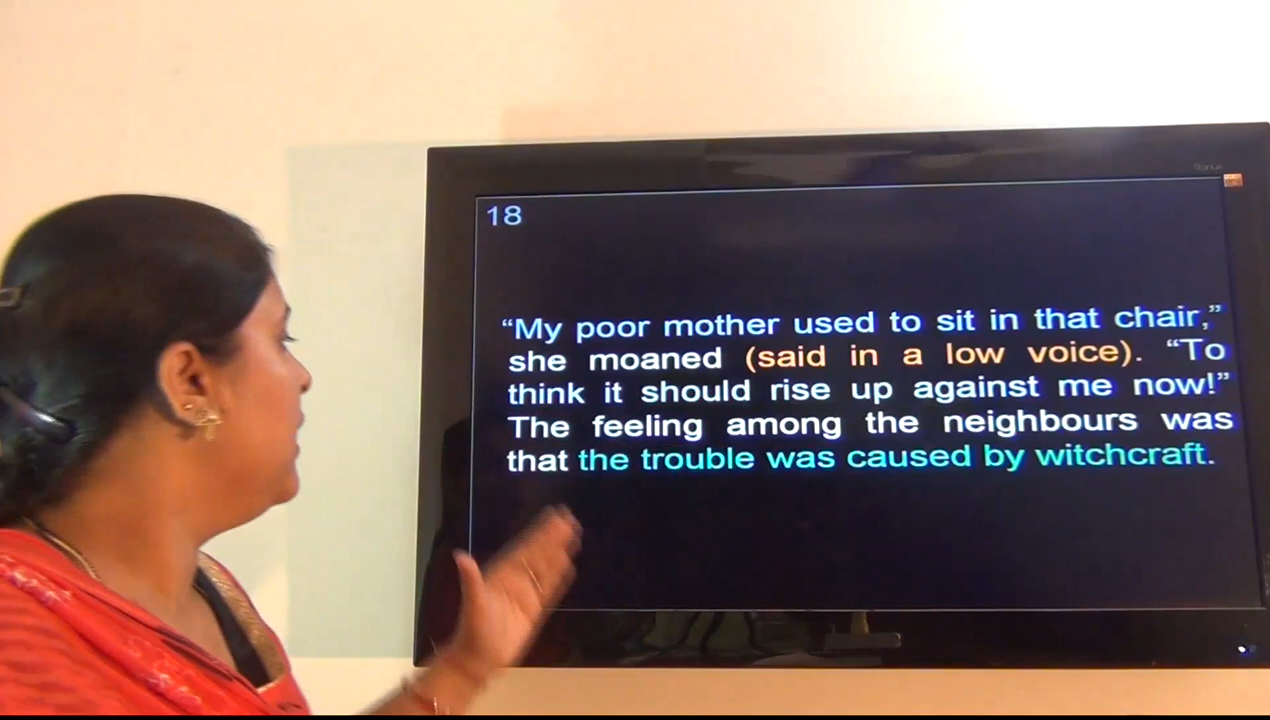 18
“My poor mother used to sit in that chair,”
she moaned (said in a low voice). “To
think it should rise up against me now!”
The feeling among the neighbours was
that the trouble was caused by witchcraft.